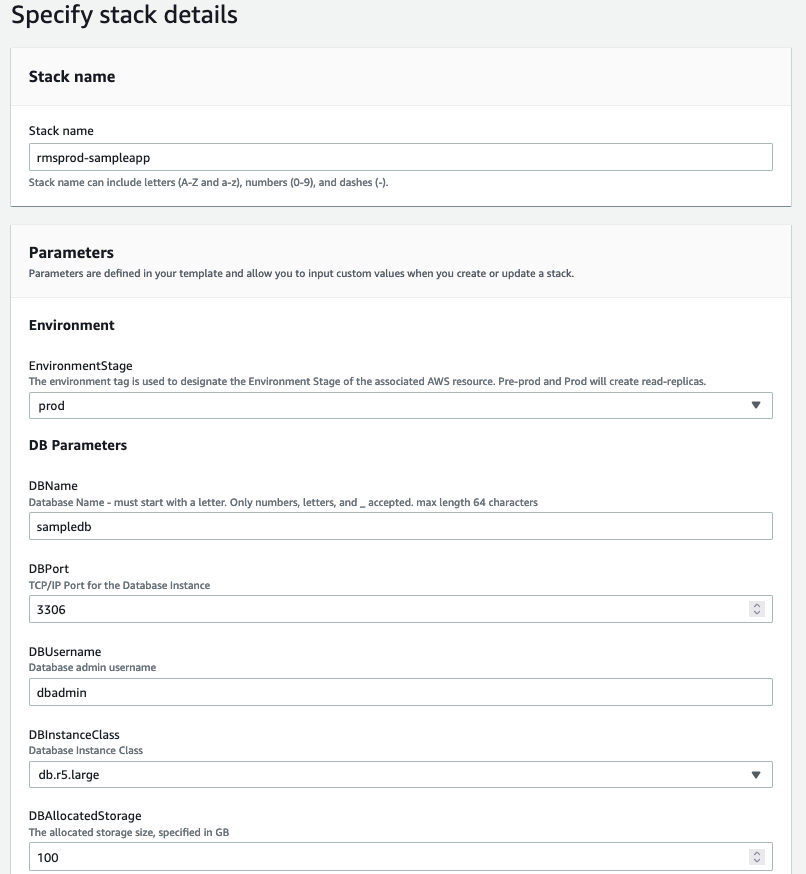 Specify stack details
Stack name
Stack name
rmsprod-sampleapp
Stack name can include letters (A-Z and a-z), numbers (0-9), and dashes (-).
Parameters
Parameters are defined in your template and allow you to input custom values when you create or update a stack.
Environment
EnvironmentStage
The environment tag is used to designate the Environment Stage of the associated AWS resource. Pre-prod and Prod will create read-replicas.
prod
DB Parameters
DBName
Database Name - must start with a letter. Only numbers, letters, and _ accepted. max length 64 characters
sampledb
DBPort
TCP/IP Port for the Database Instance
3306
DBUsername
Database admin username
dbadmin
DBInstanceClass
Database Instance Class
db.r5.large
DBAllocatedStorage
The allocated storage size, specified in GB
100